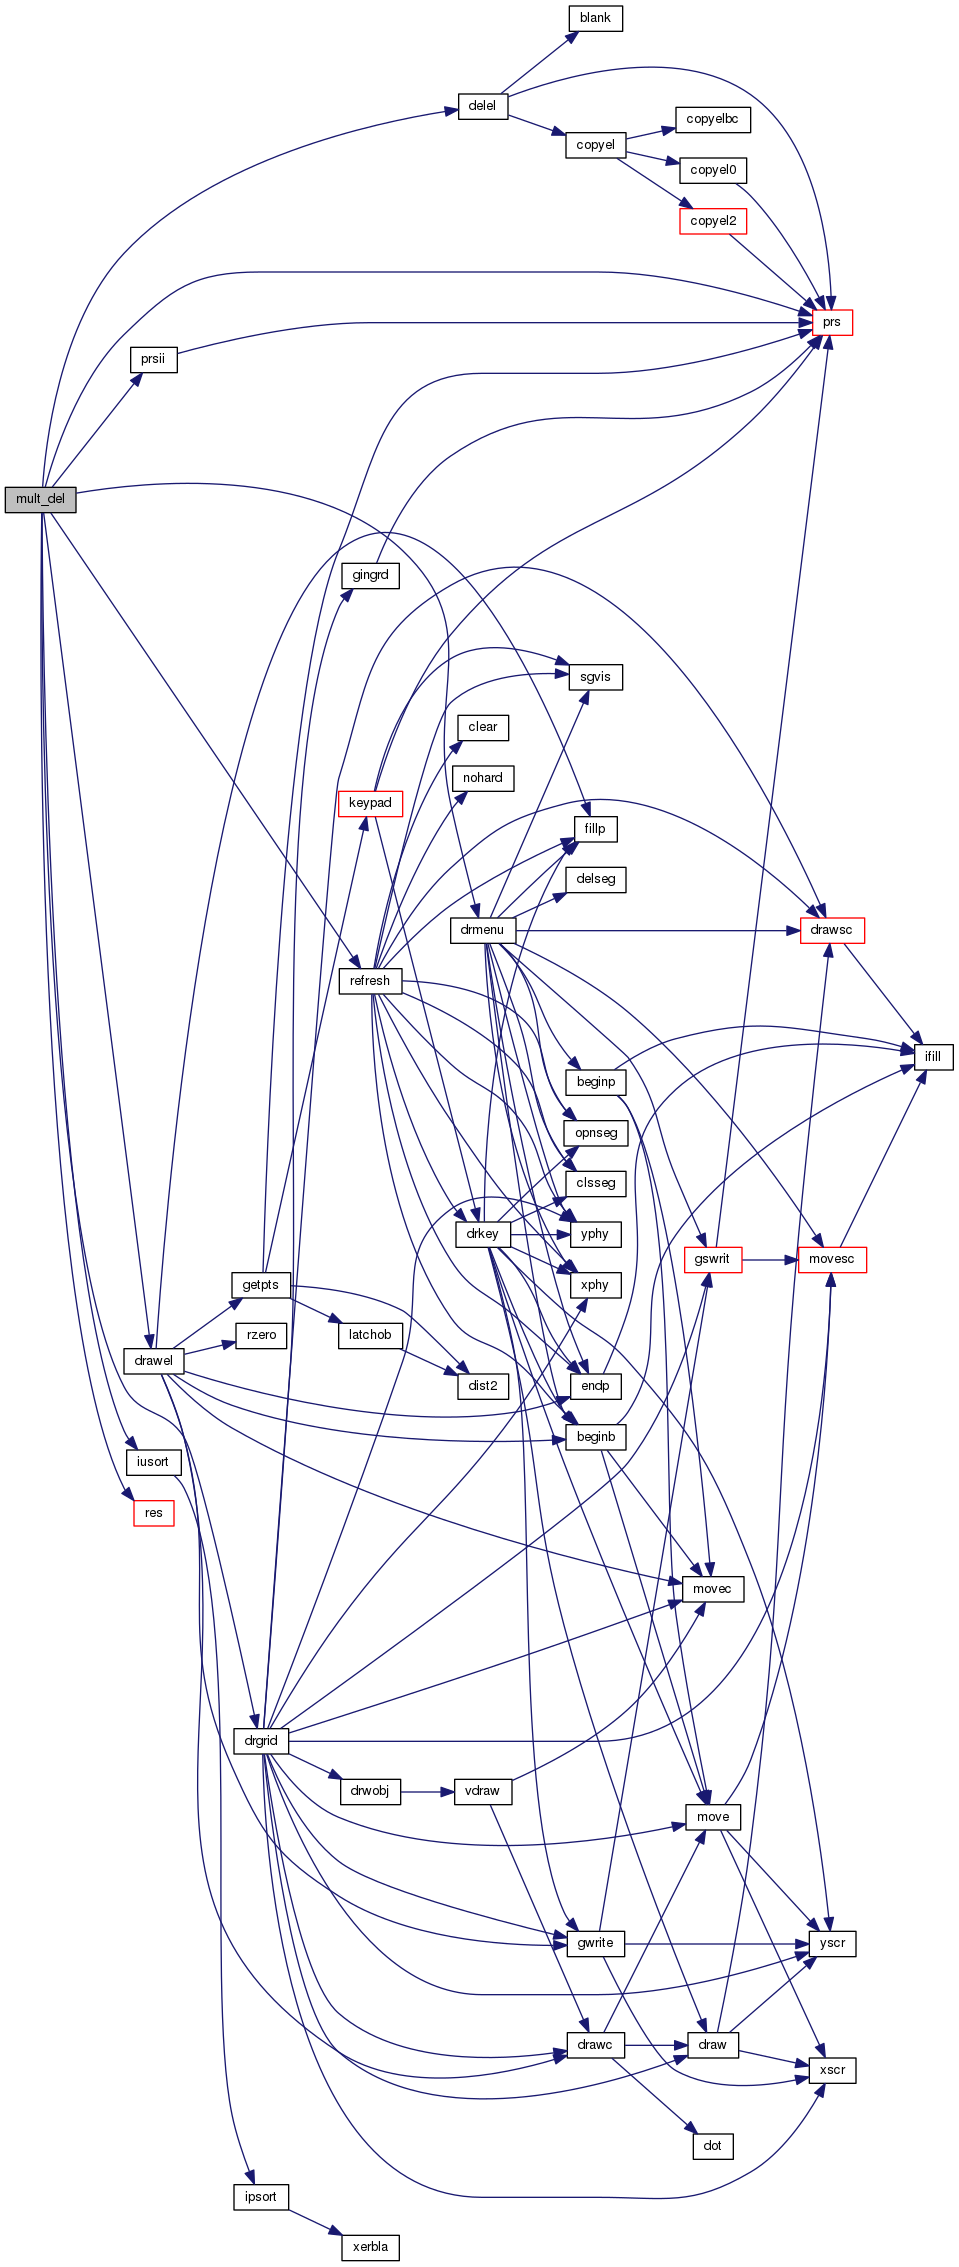 blank
delel
copyelbc
copyel
copyel0
copyel2
prs
prsii
mult_del
gingrd
sgvis
clear
nohard
keypad
fillp
delseg
drmenu
drawsc
refresh
ifill
beginp
opnseg
clsseg
drkey
yphy
gswrit
movesc
xphy
getpts
rzero
latchob
drawel
dist2
endp
beginb
iusort
res
movec
drgrid
drwobj
vdraw
move
gwrite
yscr
drawc
draw
xscr
dot
ipsort
xerbla